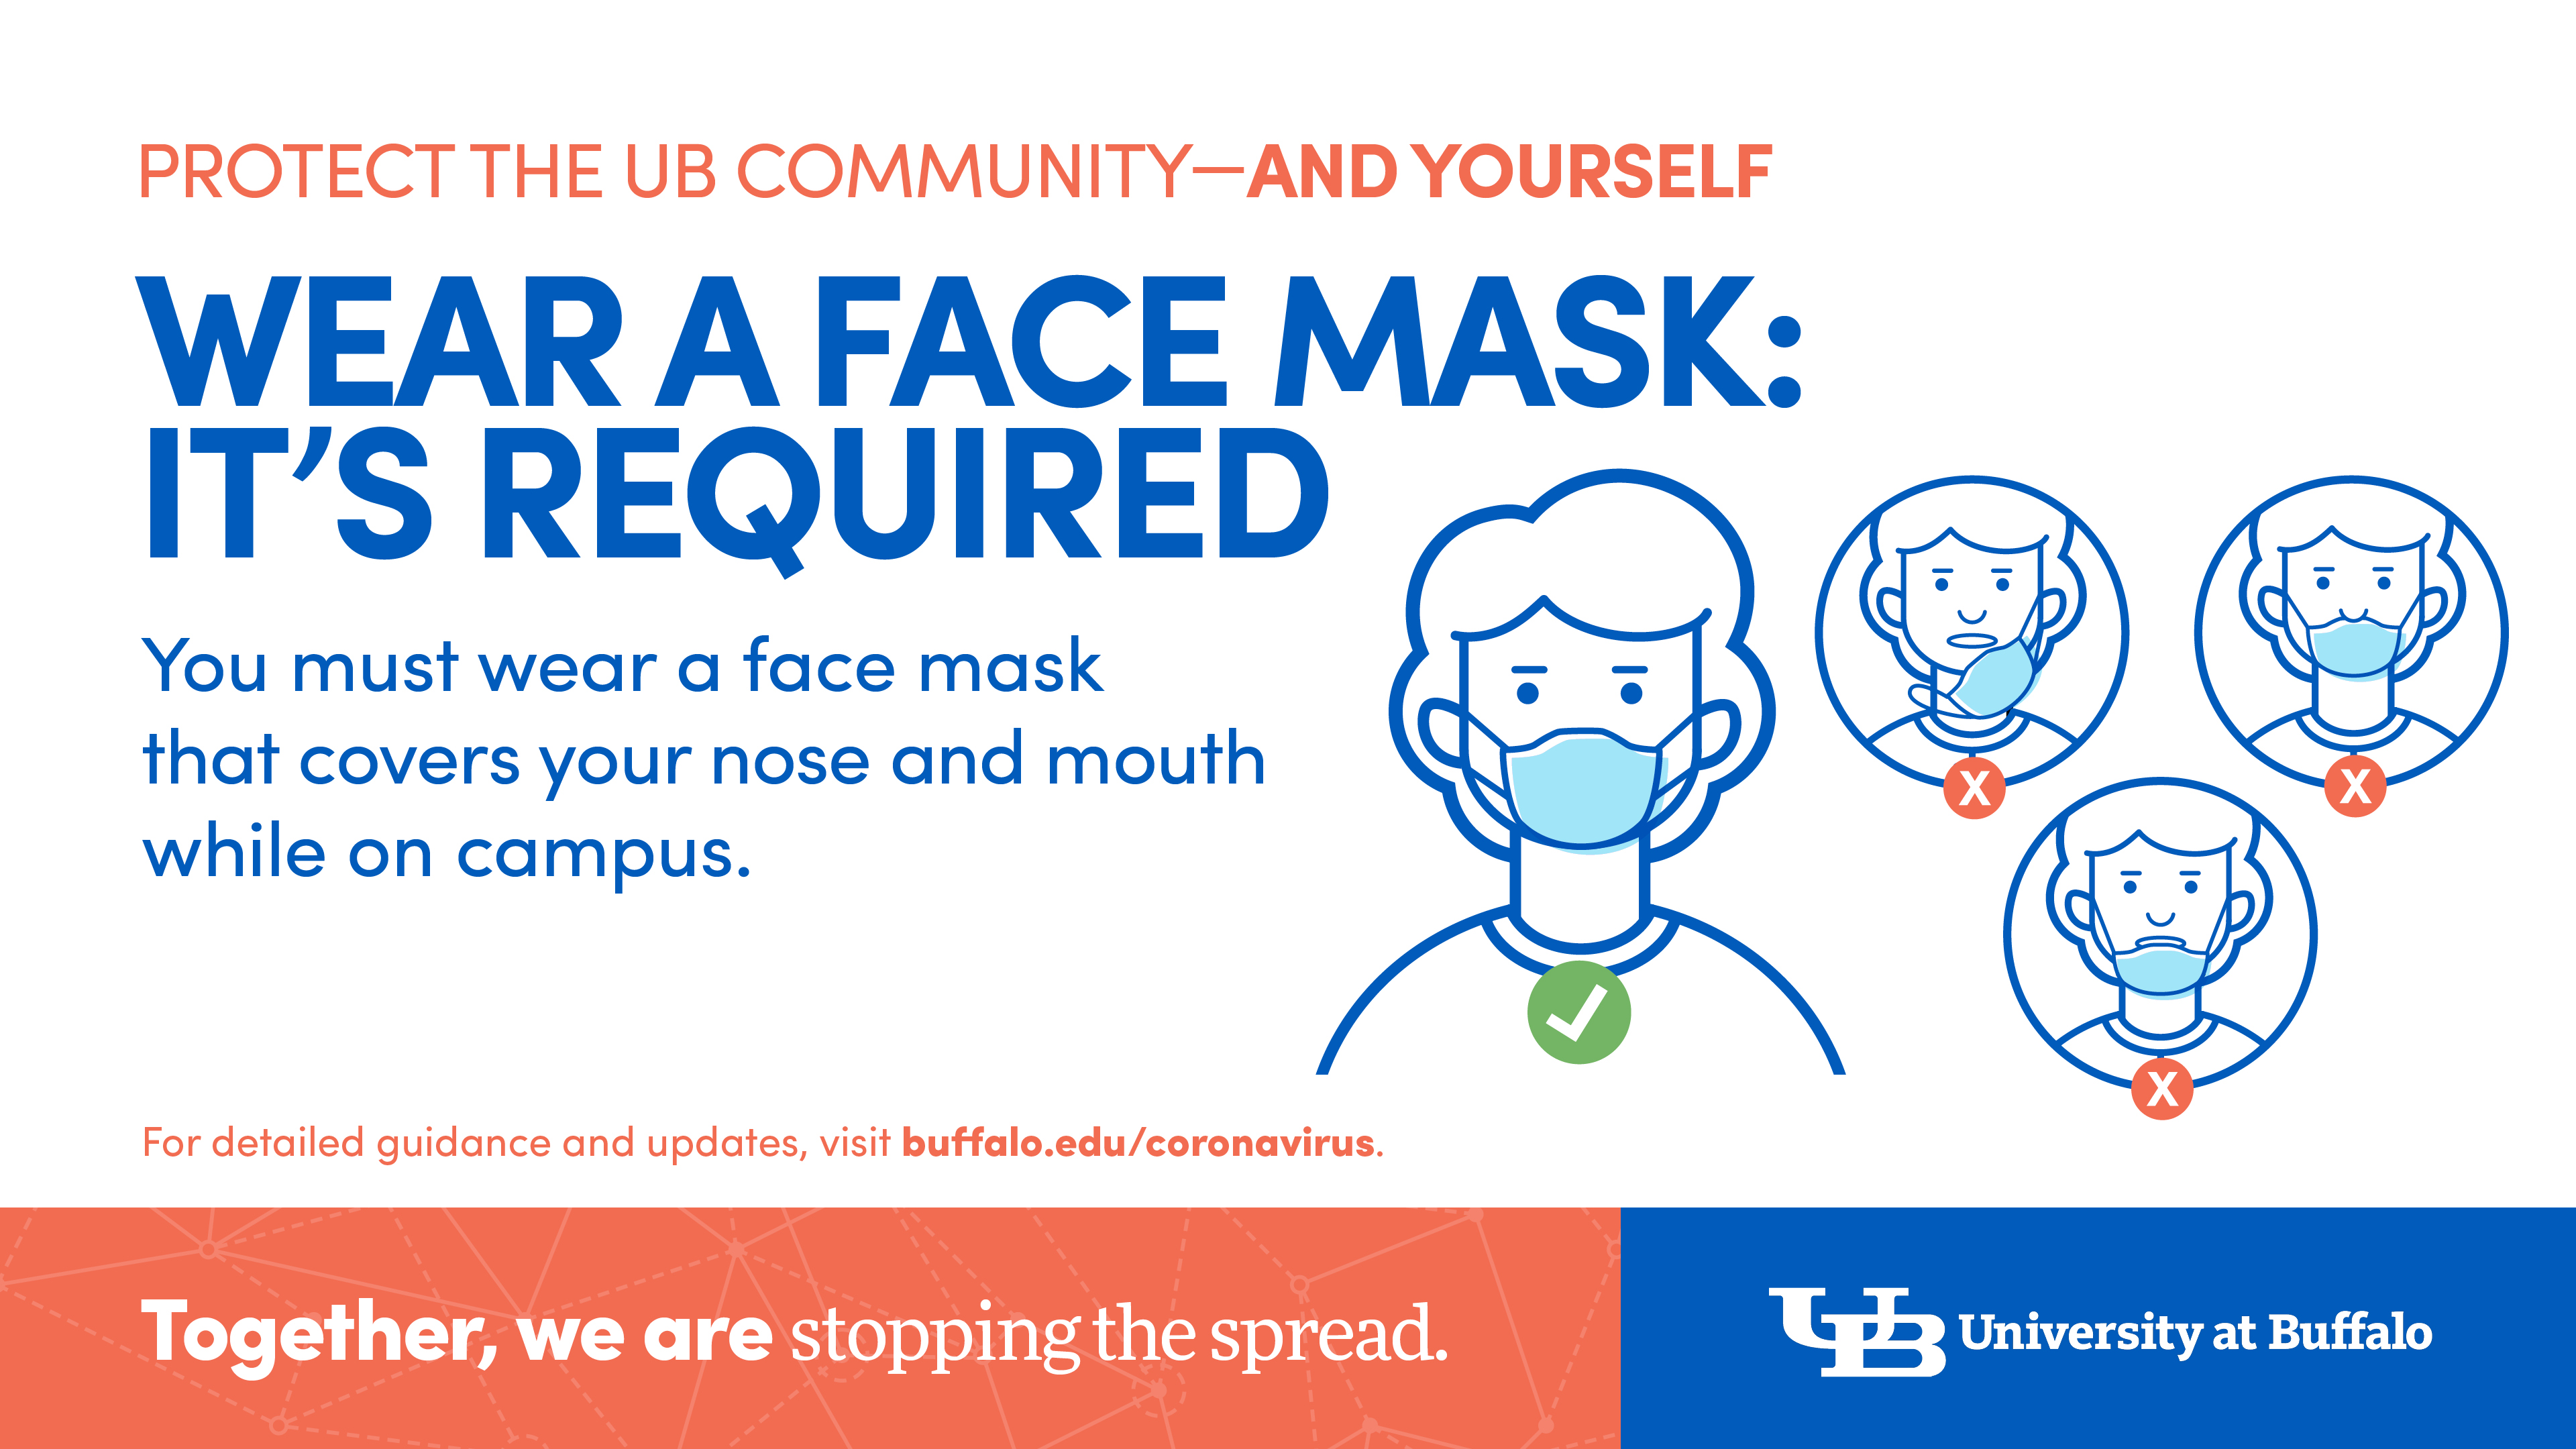 PROTECT THE UB COMMUNITY—AND YOURSELF
WEAR A FACE MASK:
IT’S REQUIRED
You must wear a face mask
that covers your nose and mouth
while on campus.
X
X
X
For detailed guidance and updates, visit buffalo.edu/coronavirus.
Together, we are stopping the spread.
UB University at Buffalo